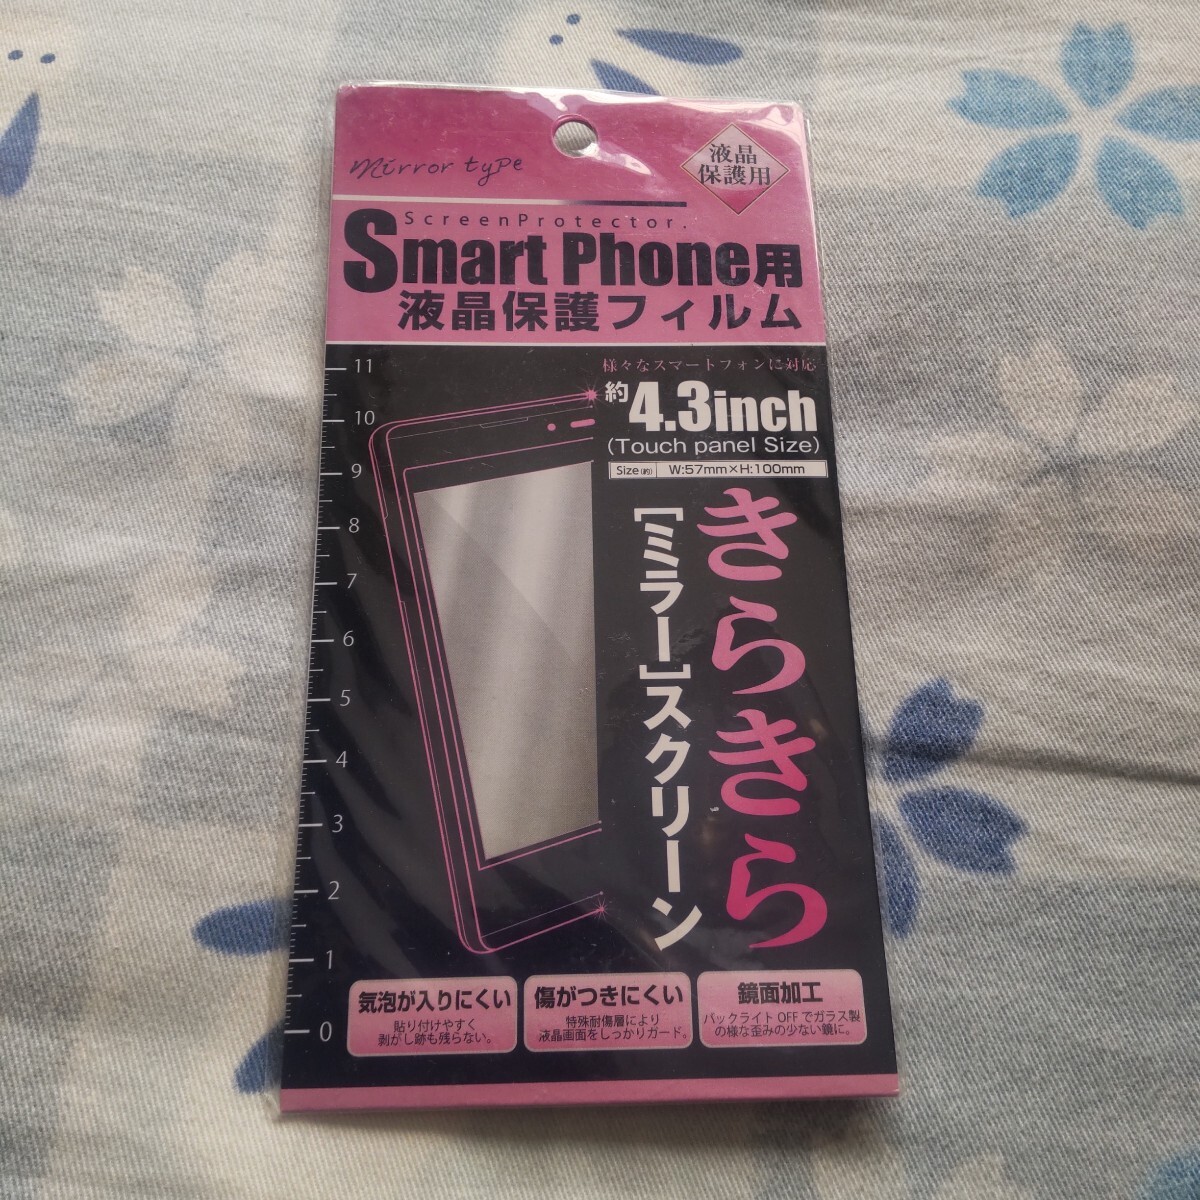 mirror type
液晶
保護用
ScreenProtector.
Smart Phone用
液晶保護フィルム
様々なスマートフォンに対応
約4.3inch
(Touch panel Size)
Size(約) W:57mm×H:100mm
きらきら
[ミラー]スクリーン
11
10
9
8
7
6
5
4
3
2
1
0
気泡が入りにくい
貼り付けやすく
剥がし跡も残らない。
傷がつきにくい
特殊耐傷層により
液晶画面をしっかりガード。
鏡面加工
バックライトOFFでガラス製
の様な歪みの少ない鏡に。